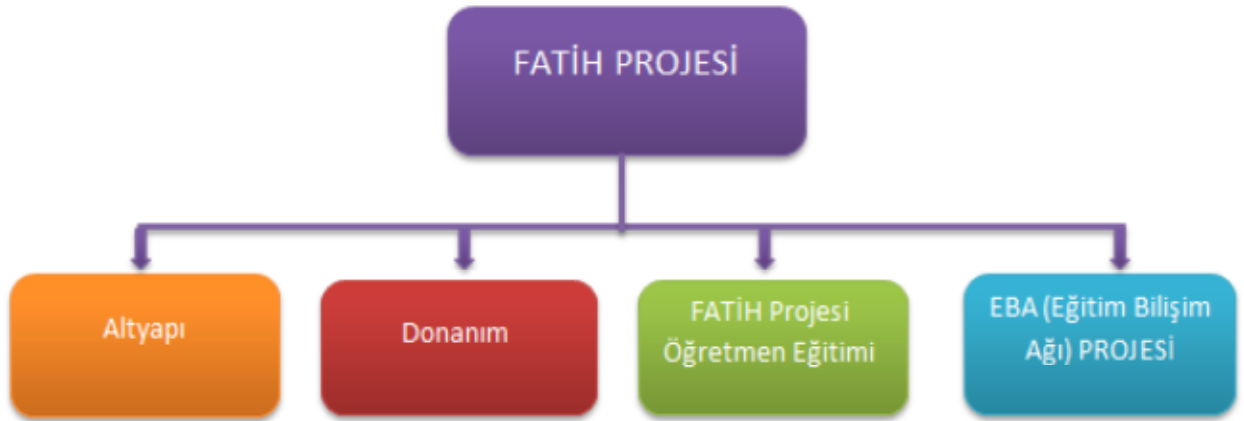 FATİH PROJESİ
Altyapı
Donanım
FATİH Projesi
Öğretmen Eğitimi
EBA (Eğitim Bilişim
Ağı) PROJESİ